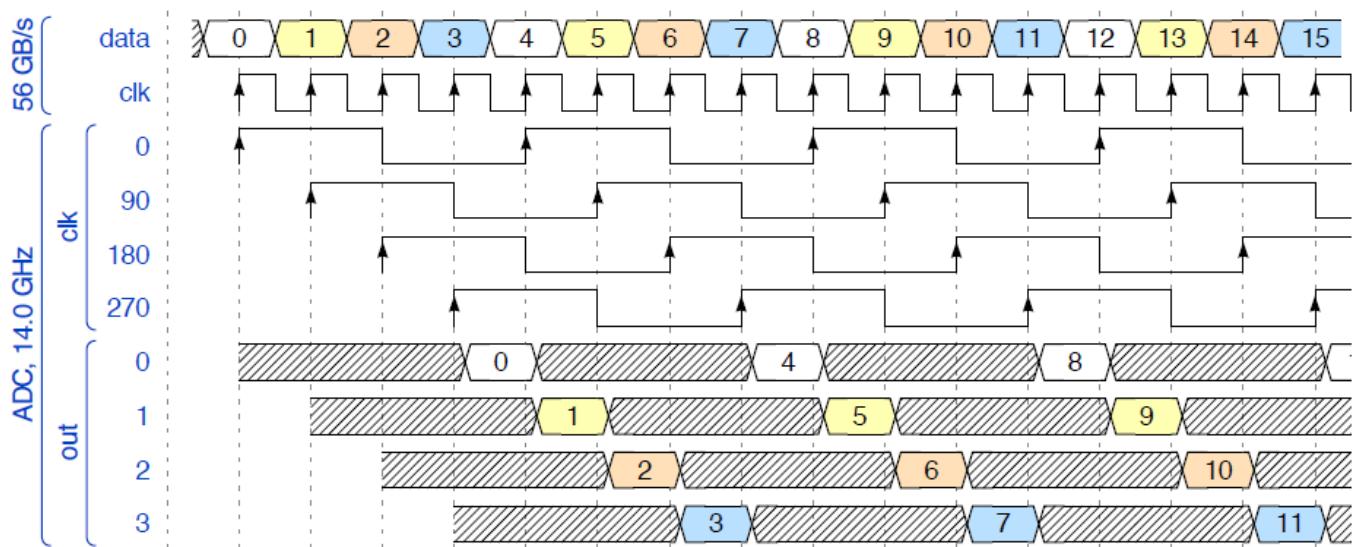 56 GB/s
data 0 1 2 3 4 5 6 7 8 9 10 11 12 13 14 15
clk
ADC, 14.0 GHz
clk
0
90
180
270
out
0 0 4 8
1 1 5 9
2 2 6 10
3 3 7 11